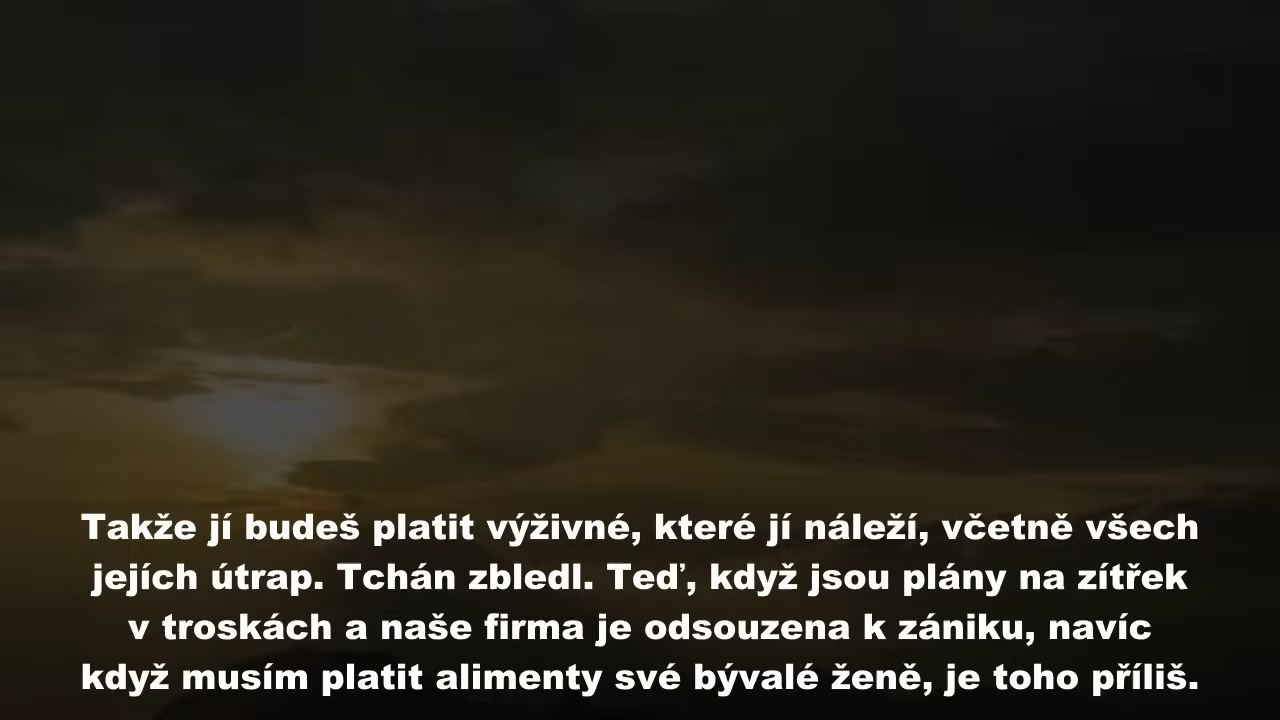 Takže jí budeš platit výživné, které jí náleží, včetně všech
jejích útrap. Tchán zbledl. Teď, když jsou plány na zítřek
v troskách a naše firma je odsouzena k zániku, navíc
když musím platit alimenty své bývalé ženě, je toho příliš.